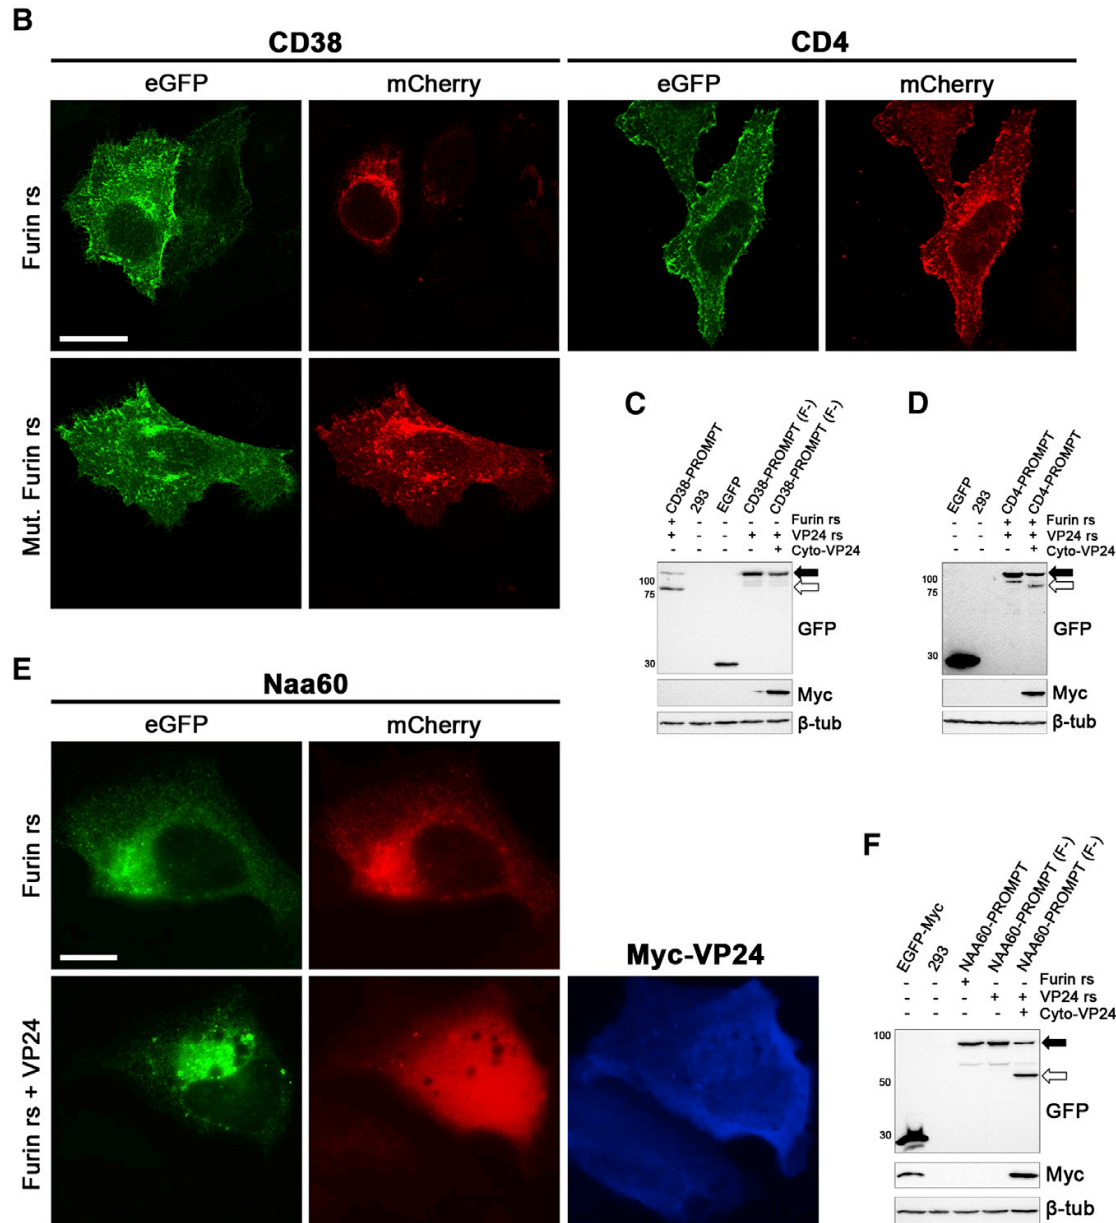 B
CD38
CD4
eGFP
mCherry
eGFP
mCherry
Furin rs
Mut. Furin rs
C
CD38-PROMPT
293
EGFP
CD38-PROMPT (F-)
CD38-PROMPT (F-)
+ - - - - Furin rs
+ - - + + VP24 rs
- - - - + Cyto-VP24
100
75
30
GFP
Myc
β-tub
D
EGFP
293
CD4-PROMPT
CD4-PROMPT
- - + + Furin rs
- - + + VP24 rs
- - - + Cyto-VP24
100
75
30
GFP
Myc
β-tub
E
Naa60
eGFP
mCherry
Furin rs
Furin rs + VP24
Myc-VP24
F
EGFP-Myc
293
NAA60-PROMPT
NAA60-PROMPT (F-)
NAA60-PROMPT (F-)
- - + - - Furin rs
- - - + + VP24 rs
- - - - + Cyto-VP24
100
50
30
GFP
Myc
β-tub